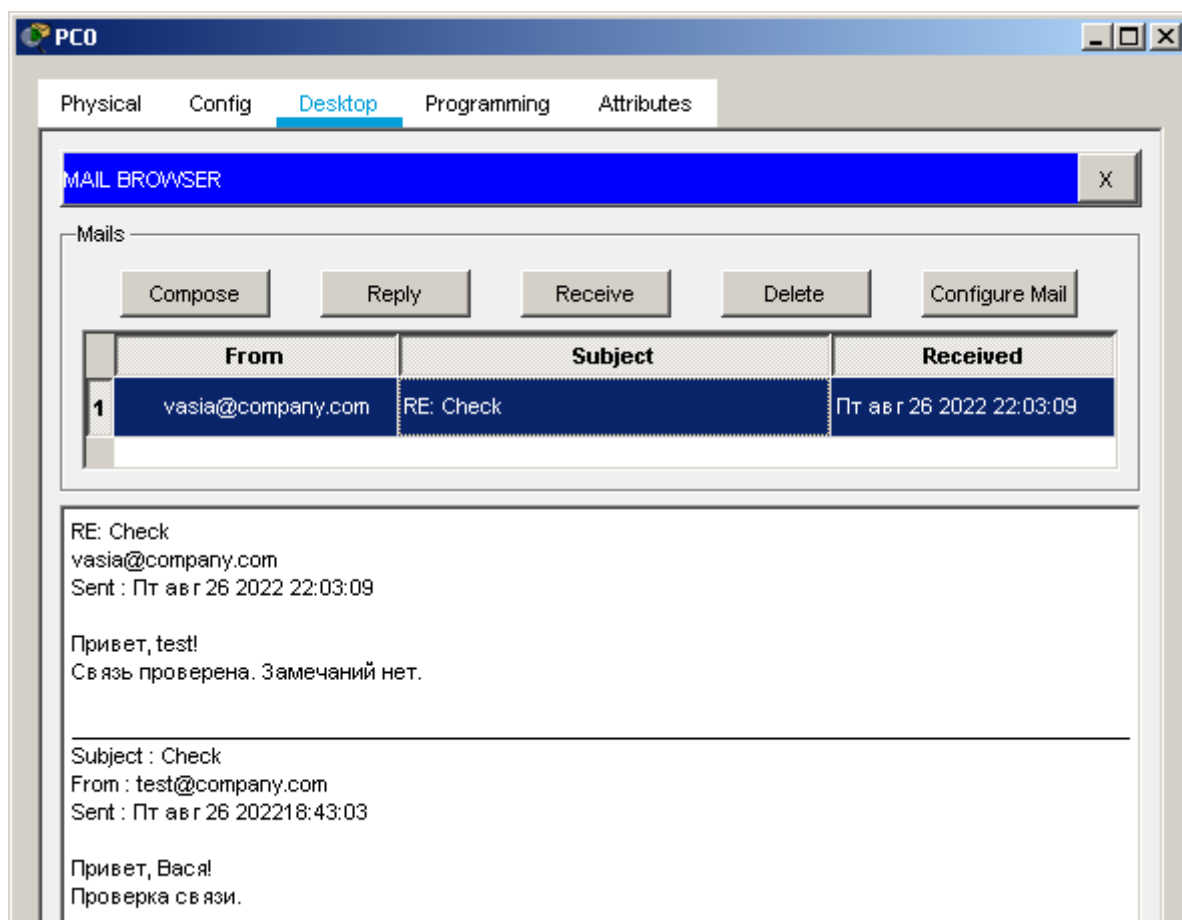 PC0
Physical Config Desktop Programming Attributes
MAIL BROWSER X
Mails
Compose Reply Receive Delete Configure Mail
From Subject Received
1 vasia@company.com RE: Check Пт авг 26 2022 22:03:09
RE: Check
vasia@company.com
Sent : Пт авг 26 2022 22:03:09
Привет, test!
Связь проверена. Замечаний нет.
Subject : Check
From : test@company.com
Sent : Пт авг 26 202218:43:03
Привет, Вася!
Проверка связи.